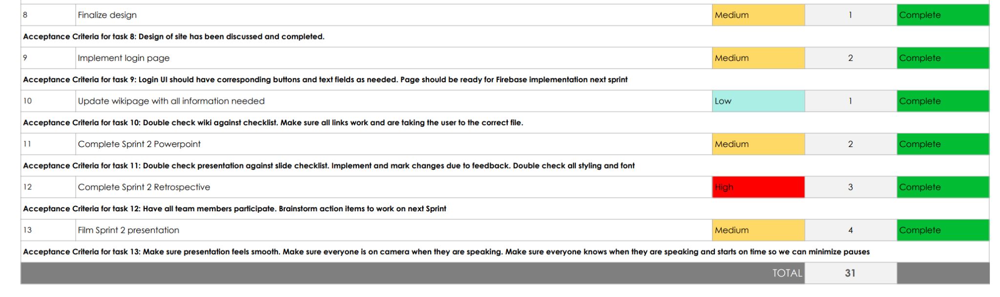 8 Finalize design Medium 1 Complete
Acceptance Criteria for task 8: Design of site has been discussed and completed.
9 Implement login page Medium 2 Complete
Acceptance Criteria for task 9: Login UI should have corresponding buttons and text fields as needed. Page should be ready for Firebase implementation next sprint
10 Update wikipage with all information needed Low 1 Complete
Acceptance Criteria for task 10: Double check wiki against checklist. Make sure all links work and are taking the user to the correct file.
11 Complete Sprint 2 Powerpoint Medium 2 Complete
Acceptance Criteria for task 11: Double check presentation against slide checklist. Implement and mark changes due to feedback. Double check all styling and font
12 Complete Sprint 2 Retrospective High 3 Complete
Acceptance Criteria for task 12: Have all team members participate. Brainstorm action items to work on next Sprint
13 Film Sprint 2 presentation Medium 4 Complete
Acceptance Criteria for task 13: Make sure presentation feels smooth. Make sure everyone is on camera when they are speaking. Make sure everyone knows when they are speaking and starts on time so we can minimize pauses
TOTAL 31